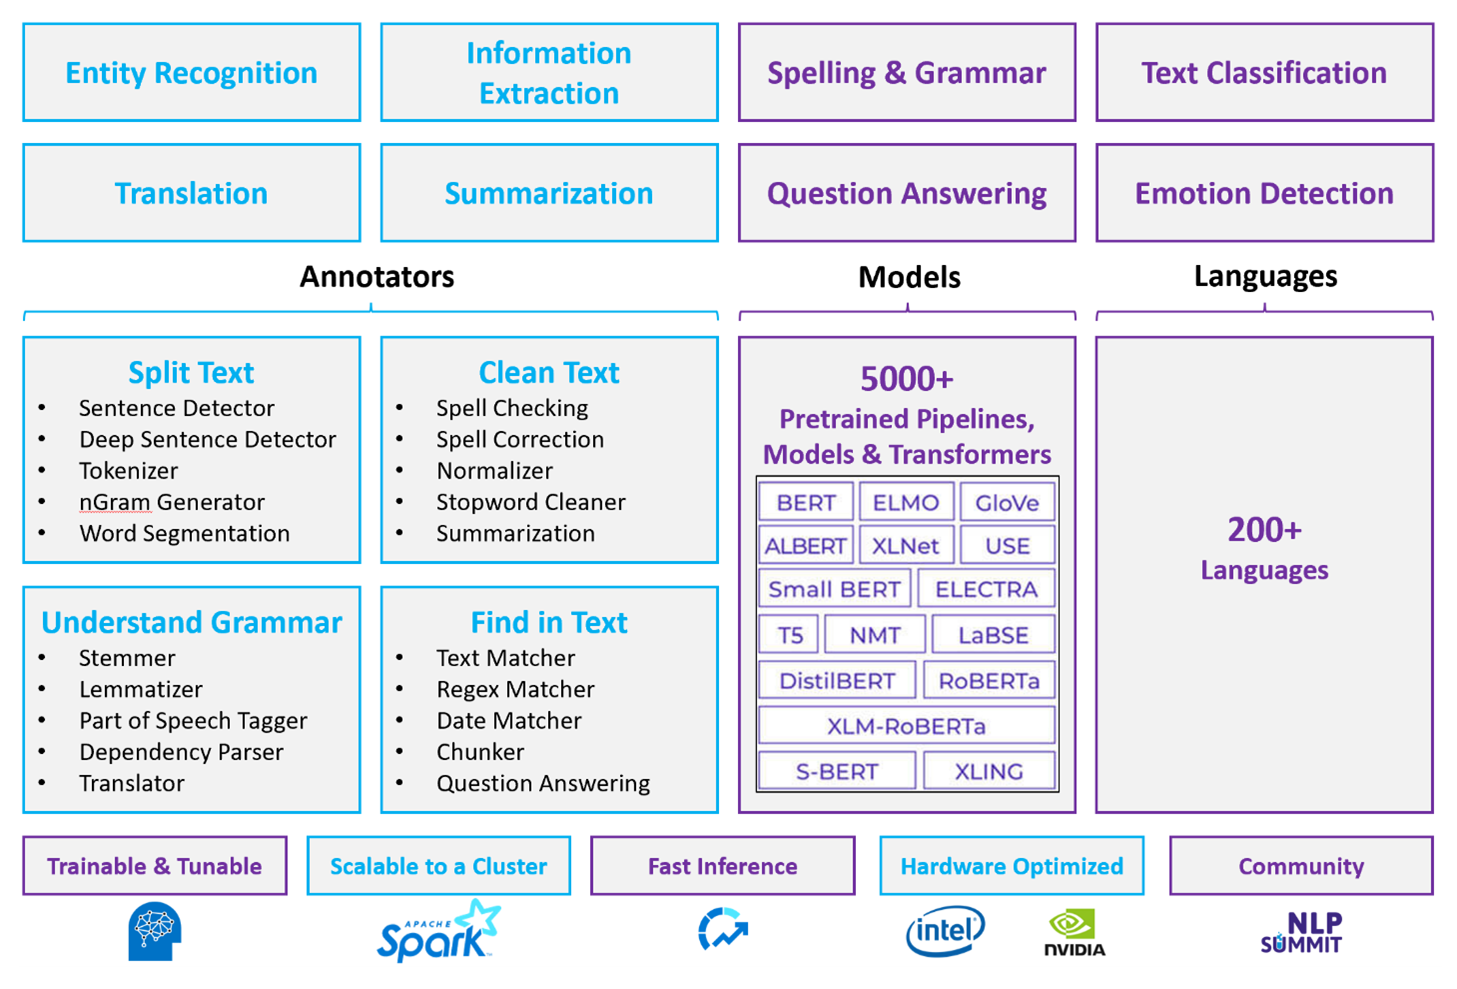 Entity Recognition
Information
Extraction
Spelling & Grammar
Text Classification
Translation
Summarization
Question Answering
Emotion Detection
Annotators
Models
Languages
Split Text
• Sentence Detector
• Deep Sentence Detector
• Tokenizer
• nGram Generator
• Word Segmentation
Clean Text
• Spell Checking
• Spell Correction
• Normalizer
• Stopword Cleaner
• Summarization
Understand Grammar
• Stemmer
• Lemmatizer
• Part of Speech Tagger
• Dependency Parser
• Translator
Find in Text
• Text Matcher
• Regex Matcher
• Date Matcher
• Chunker
• Question Answering
5000+
Pretrained Pipelines,
Models & Transformers
BERT ELMO GloVe
ALBERT XLNet USE
Small BERT ELECTRA
T5 NMT LaBSE
DistilBERT RoBERTa
XLM-RoBERTa
S-BERT XLING
200+
Languages
Trainable & Tunable
Scalable to a Cluster
Fast Inference
Hardware Optimized
Community
APACHE
Spark
intel
NVIDIA
NLP
SUMMIT